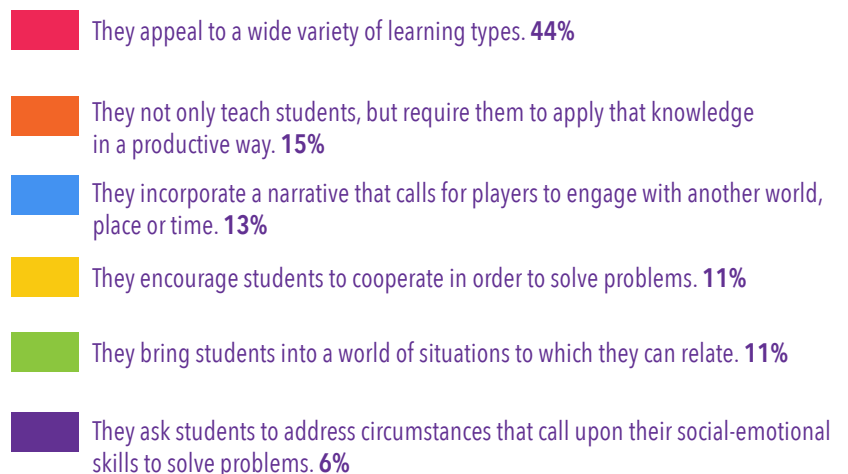 They appeal to a wide variety of learning types. 44%
They not only teach students, but require them to apply that knowledge
in a productive way. 15%
They incorporate a narrative that calls for players to engage with another world,
place or time. 13%
They encourage students to cooperate in order to solve problems. 11%
They bring students into a world of situations to which they can relate. 11%
They ask students to address circumstances that call upon their social-emotional
skills to solve problems. 6%